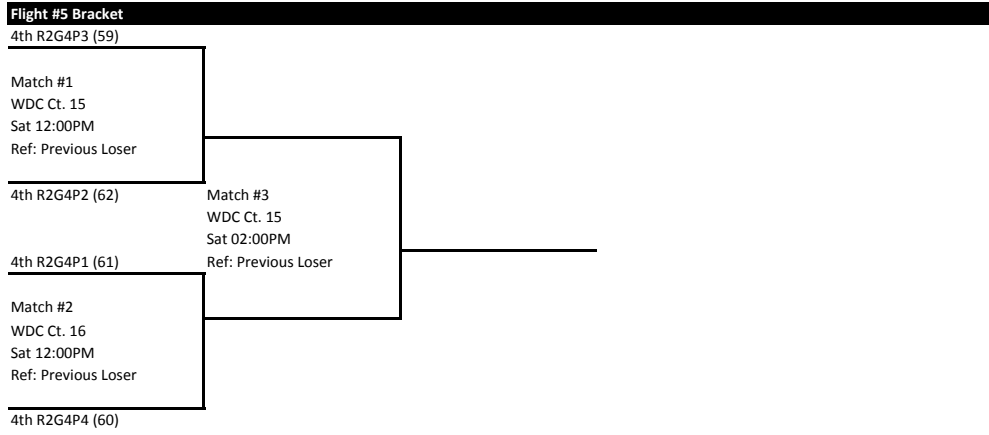 Flight #5 Bracket
4th R2G4P3 (59)
Match #1
WDC Ct. 15
Sat 12:00PM
Ref: Previous Loser
4th R2G4P2 (62)
Match #3
WDC Ct. 15
Sat 02:00PM
Ref: Previous Loser
4th R2G4P1 (61)
Match #2
WDC Ct. 16
Sat 12:00PM
Ref: Previous Loser
4th R2G4P4 (60)